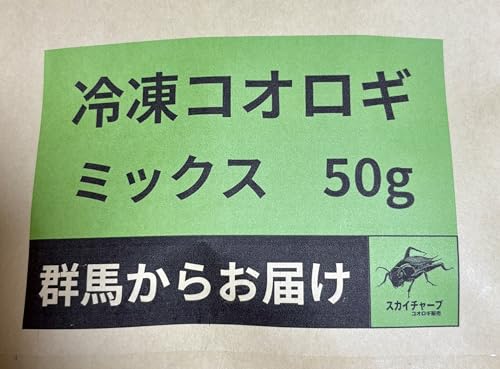 冷凍コオロギ
ミックス 50g
群馬からお届け
スカイチャープ
コオロギ販売